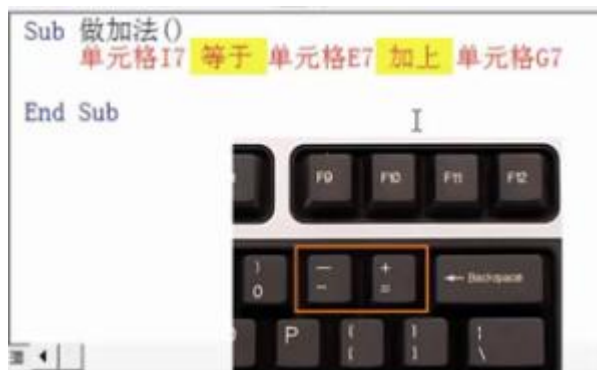 Sub 做加法()
单元格I7 等于 单元格E7 加上 单元格G7
End Sub
F9 F10 F11 F12
)
0
—
-
+
=
← Backspace
P
{
[
}
]
|
\